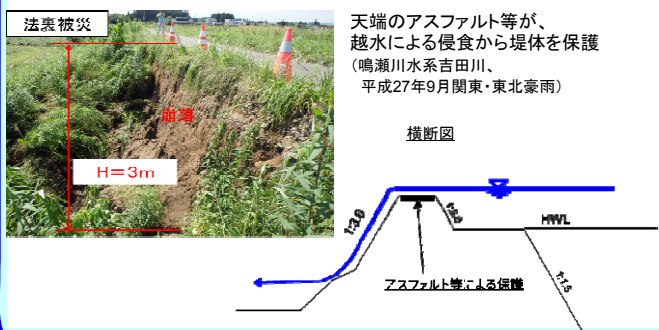 法裏被災
崩落
H=3m
天端のアスファルト等が、
越水による侵食から堤体を保護
(鳴瀬川水系吉田川、
平成27年9月関東・東北豪雨)
横断図
1:3.0
HWL
1:1.5
アスファルト等による保護